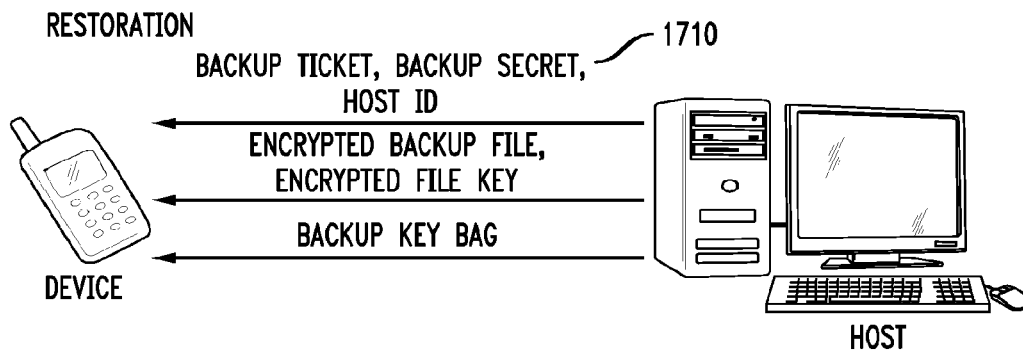 RESTORATION
1710
BACKUP TICKET, BACKUP SECRET,
HOST ID
ENCRYPTED BACKUP FILE,
ENCRYPTED FILE KEY
BACKUP KEY BAG
DEVICE
HOST